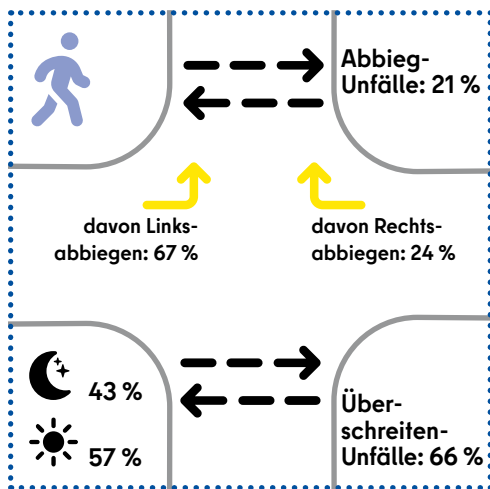 Abbieg-
Unfälle: 21 %
davon Links-
abbiegen: 67 %
davon Rechts-
abbiegen: 24 %
43 %
57 %
Über-
schreiten-
Unfälle: 66 %